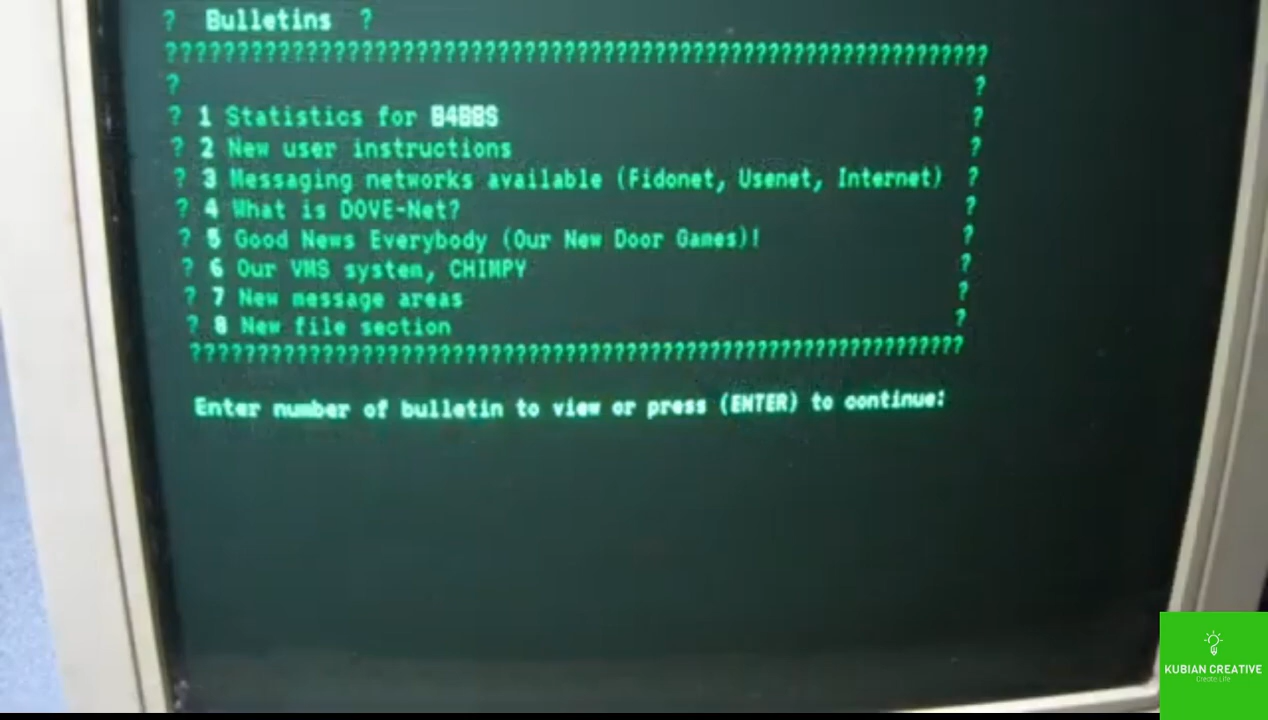 ? Bulletins ?
?????????????????????????????????????????????????????????????
? ?
? 1 Statistics for B4BBS ?
? 2 New user instructions ?
? 3 Messaging networks available (Fidonet, Usenet, Internet) ?
? 4 What is DOVE-Net? ?
? 5 Good News Everybody (Our New Door Games)! ?
? 6 Our VMS system, CHIMPY ?
? 7 New message areas ?
? 8 New file section ?
?????????????????????????????????????????????????????????????
Enter number of bulletin to view or press (ENTER) to continue:
KUBIAN CREATIVE
Create Life